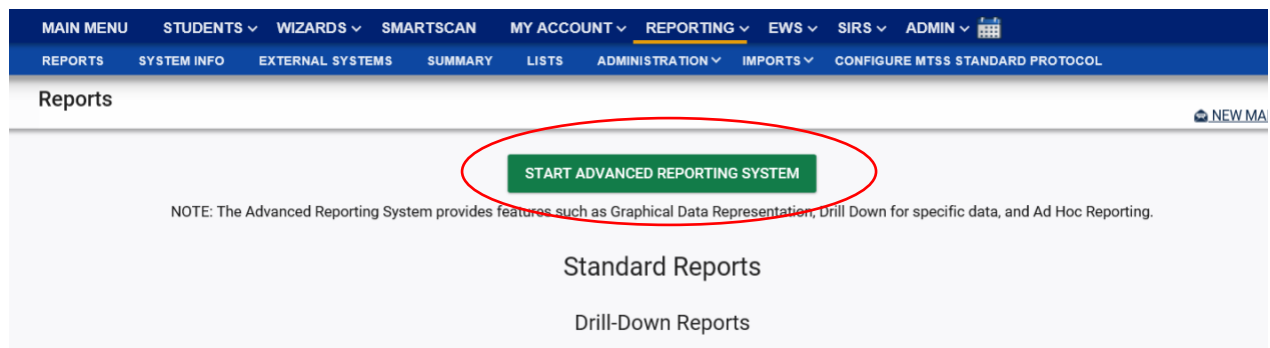 MAIN MENU STUDENTS WIZARDS SMARTSCAN MY ACCOUNT REPORTING EWS SIRS ADMIN
REPORTS SYSTEM INFO EXTERNAL SYSTEMS SUMMARY LISTS ADMINISTRATION IMPORTS CONFIGURE MTSS STANDARD PROTOCOL
Reports
NEW MA
START ADVANCED REPORTING SYSTEM
NOTE: The Advanced Reporting System provides features such as Graphical Data Representation, Drill Down for specific data, and Ad Hoc Reporting.
Standard Reports
Drill-Down Reports